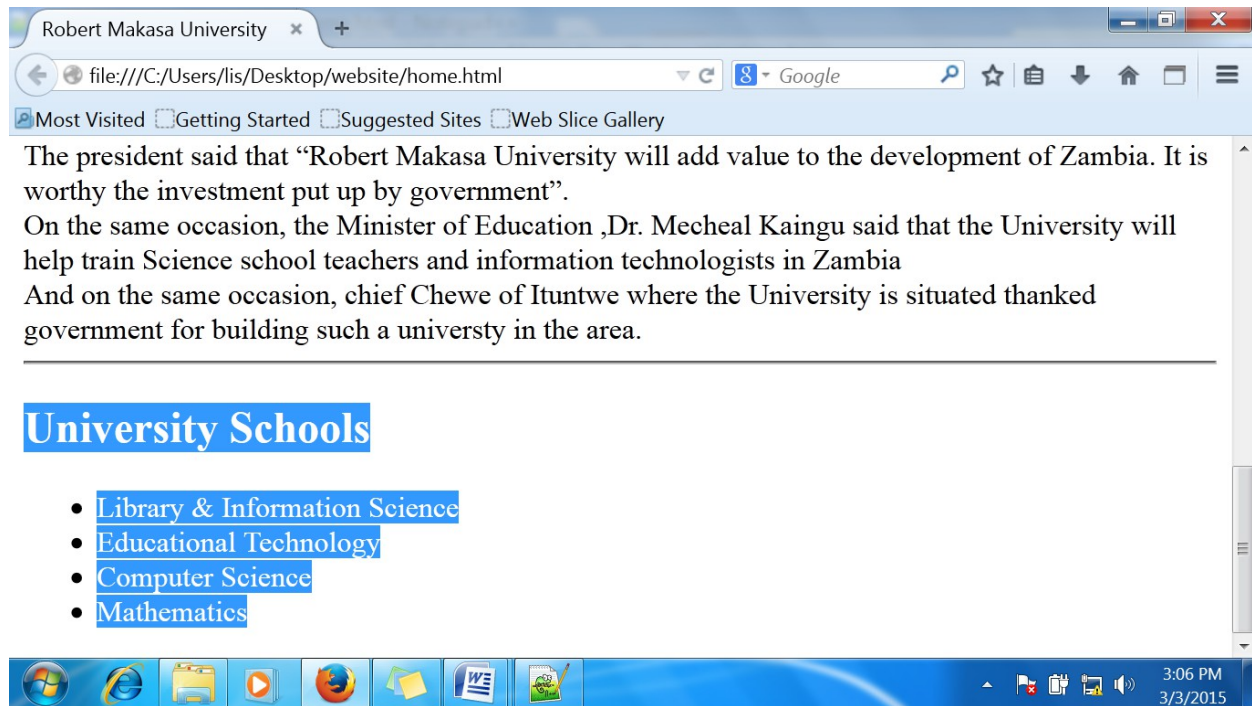 Robert Makasa University
file:///C:/Users/lis/Desktop/website/home.html
Google
Most Visited Getting Started Suggested Sites Web Slice Gallery
The president said that “Robert Makasa University will add value to the development of Zambia. It is
worthy the investment put up by government”.
On the same occasion, the Minister of Education ,Dr. Mecheal Kaingu said that the University will
help train Science school teachers and information technologists in Zambia
And on the same occasion, chief Chewe of Ituntwe where the University is situated thanked
government for building such a universty in the area.
University Schools
Library & Information Science
Educational Technology
Computer Science
Mathematics
3:06 PM
3/3/2015